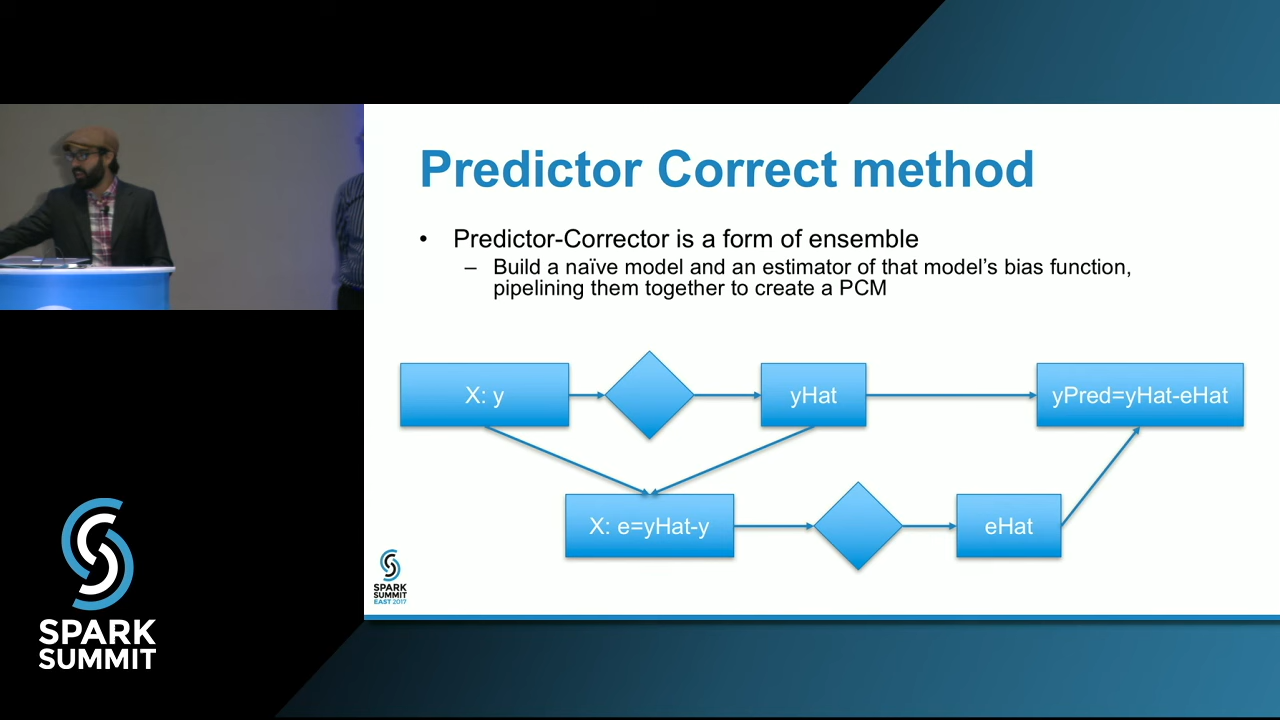 Predictor Correct method
• Predictor-Corrector is a form of ensemble
– Build a naïve model and an estimator of that model's bias function,
pipelining them together to create a PCM
X: y
yHat
yPred=yHat-eHat
X: e=yHat-y
eHat
SPARK
SUMMIT
EAST 2017
SPARK
SUMMIT